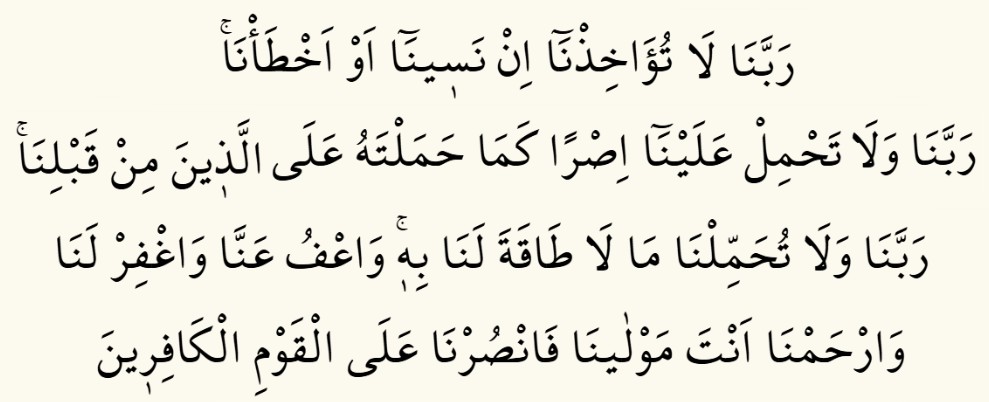 رَبَّنَا لَا تُؤَاخِذْنَٓا اِنْ نَس۪ينَٓا اَوْ اَخْطَأْنَاۚ
رَبَّنَا وَلَا تَحْمِلْ عَلَيْنَٓا اِصْرًا كَمَا حَمَلْتَهُ عَلَى الَّذ۪ينَ مِنْ قَبْلِنَاۚ
رَبَّنَا وَلَا تُحَمِّلْنَا مَا لَا طَاقَةَ لَنَا بِه۪ۚ وَاعْفُ عَنَّا وَاغْفِرْ لَنَا
وَارْحَمْنَا اَنْتَ مَوْلٰينَا فَانْصُرْنَا عَلَى الْقَوْمِ الْكَافِر۪ينَ